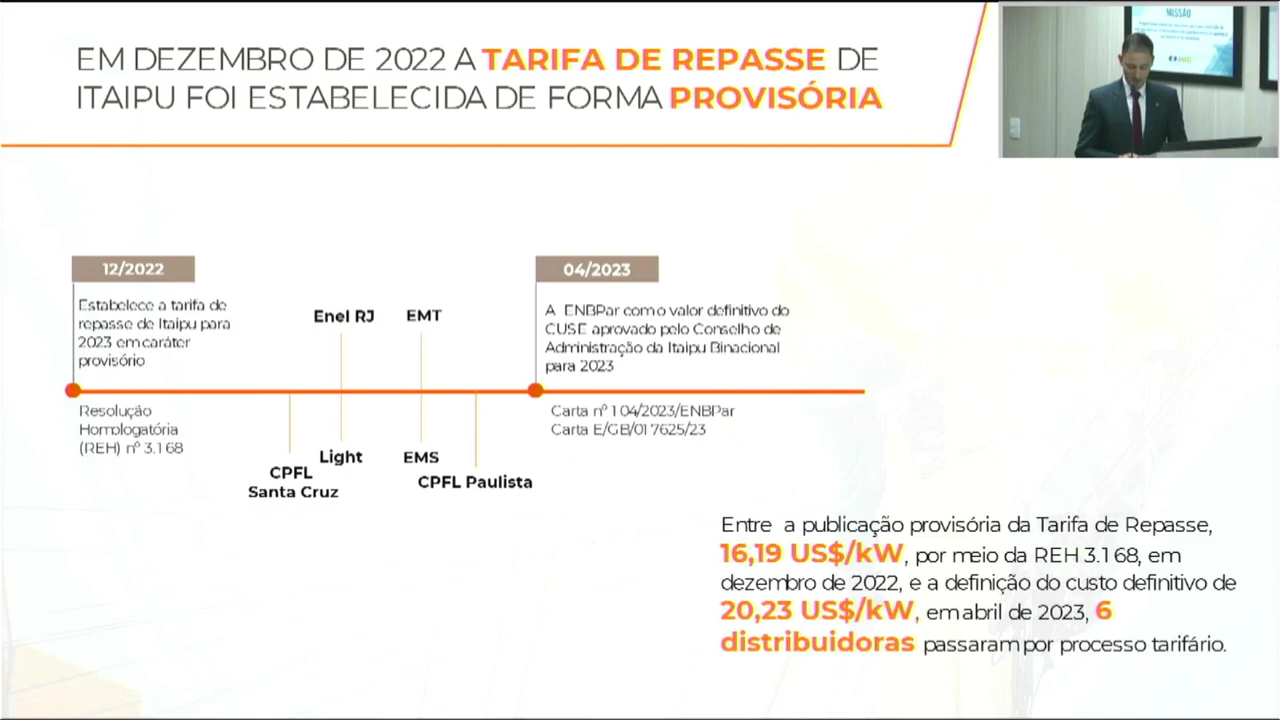 EM DEZEMBRO DE 2022 A TARIFA DE REPASSE DE
ITAIPU FOI ESTABELECIDA DE FORMA PROVISÓRIA
MISSÃO
12/2022
Estabelece a tarifa de
repasse de Itaipu para
2023 em caráter
provisório
Enel RJ
EMT
04/2023
A ENBPar como valor definitivo do
CUSE aprovado pelo Conselho de
Administração da Itaipu Binacional
para 2023
Resolução
Homologatória
(REH) nº 3.168
CPFL
Santa Cruz
Light
EMS
CPFL Paulista
Carta nº 104/2023/ENBPar
Carta E/GB/017625/23
Entre a publicação provisória da Tarifa de Repasse,
16,19 US$/kW, por meio da REH 3.168, em
dezembro de 2022, e a definição do custo definitivo de
20,23 US$/kW, em abril de 2023, 6
distribuidoras passaram por processo tarifário.